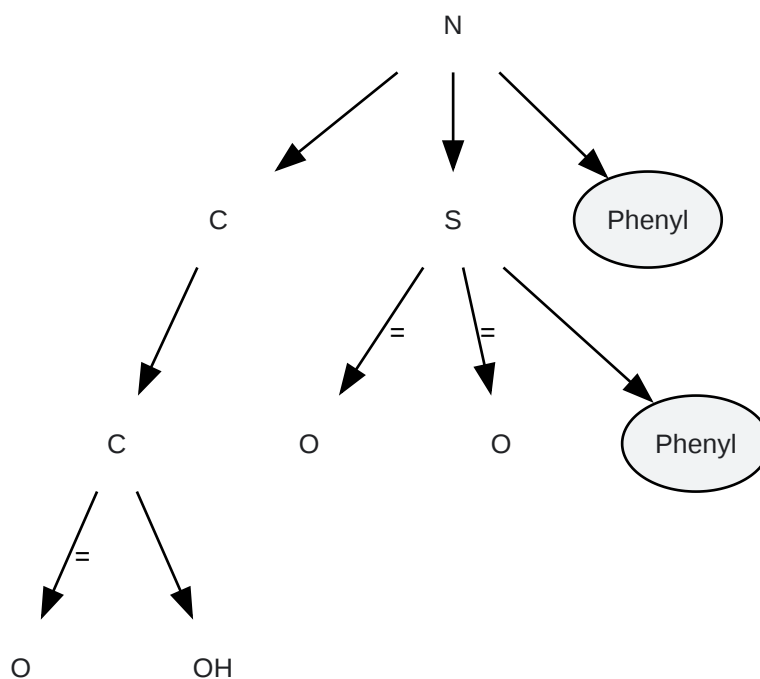 N
C
S
Phenyl
=
=
C
O
O
Phenyl
=
O
OH